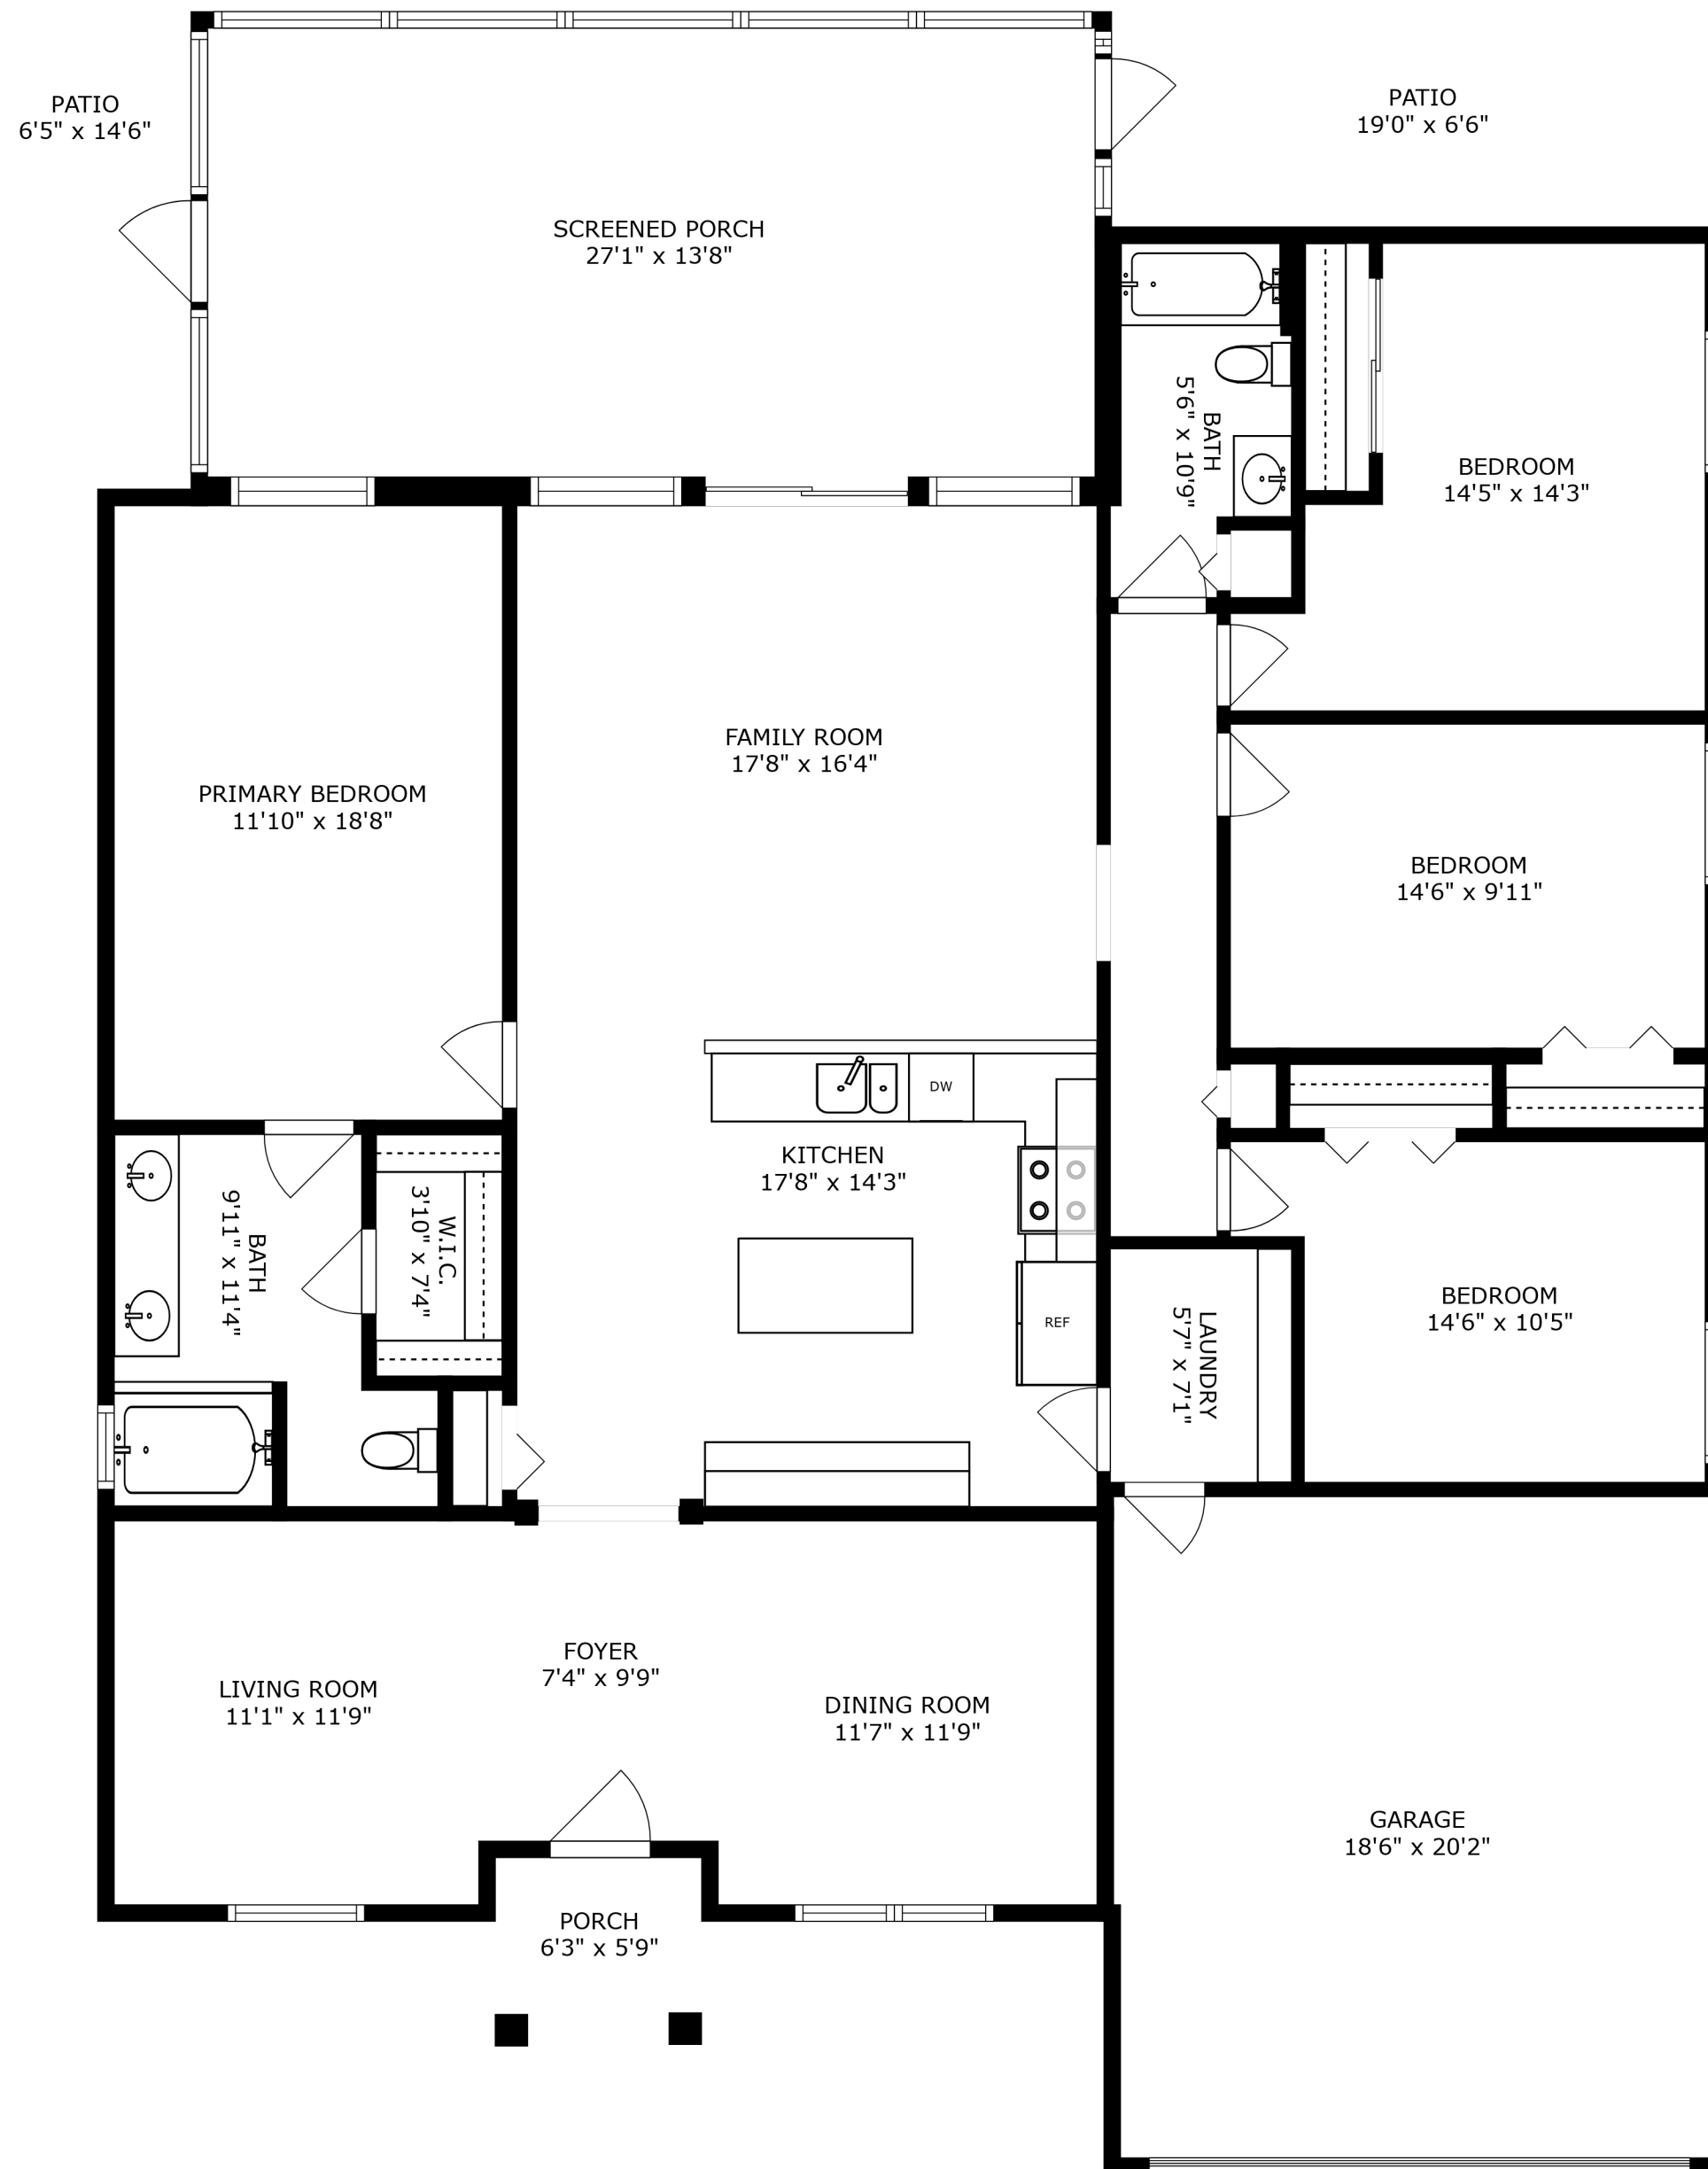 PATIO
6'5" x 14'6"
PATIO
19'0" x 6'6"
SCREENED PORCH
27'1" x 13'8"
BATH
5'6" x 10'9"
BEDROOM
14'5" x 14'3"
FAMILY ROOM
17'8" x 16'4"
PRIMARY BEDROOM
11'10" x 18'8"
BEDROOM
14'6" x 9'11"
DW
KITCHEN
17'8" x 14'3"
W.I.C.
3'10" x 7'4"
BATH
9'11" x 11'4"
BEDROOM
14'6" x 10'5"
REF
LAUNDRY
5'7" x 7'1"
FOYER
7'4" x 9'9"
LIVING ROOM
11'1" x 11'9"
DINING ROOM
11'7" x 11'9"
GARAGE
18'6" x 20'2"
PORCH
6'3" x 5'9"